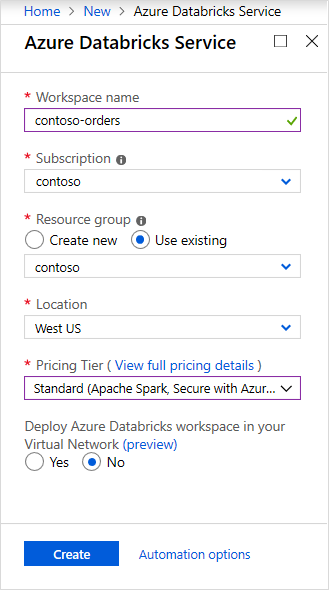 Home > New > Azure Databricks Service
Azure Databricks Service
* Workspace name
contoso-orders
* Subscription
contoso
* Resource group
Create new Use existing
contoso
* Location
West US
* Pricing Tier ( View full pricing details )
Standard (Apache Spark, Secure with Azur...
Deploy Azure Databricks workspace in your
Virtual Network (preview)
Yes No
Create Automation options